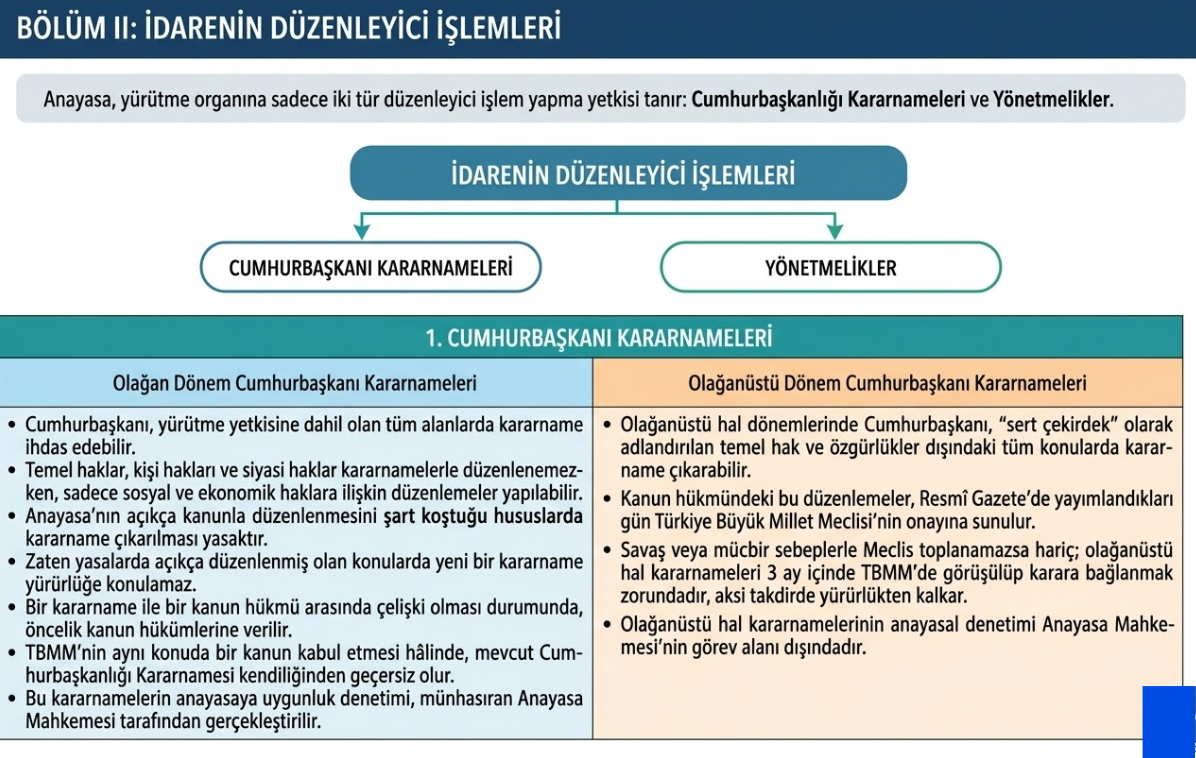 BÖLÜM II: İDARENİN DÜZENLEYİCİ İŞLEMLERİ
Anayasa, yürütme organına sadece iki tür düzenleyici işlem yapma yetkisi tanır: Cumhurbaşkanlığı Kararnameleri ve Yönetmelikler.
İDARENİN DÜZENLEYİCİ İŞLEMLERİ
CUMHURBAŞKANI KARARNAMELERİ
YÖNETMELİKLER
1. CUMHURBAŞKANI KARARNAMELERİ
Olağan Dönem Cumhurbaşkanı Kararnameleri
• Cumhurbaşkanı, yürütme yetkisine dahil olan tüm alanlarda kararname
ihdas edebilir.
• Temel haklar, kişi hakları ve siyasi haklar kararnamelerle düzenlenemez-
ken, sadece sosyal ve ekonomik haklara ilişkin düzenlemeler yapılabilir.
• Anayasa’nın açıkça kanunla düzenlenmesini şart koştuğu hususlarda
kararname çıkarılması yasaktır.
• Zaten yasalarda açıkça düzenlenmiş olan konularda yeni bir kararname
yürürlüğe konulamaz.
• Bir kararname ile bir kanun hükmü arasında çelişki olması durumunda,
öncelik kanun hükümlerine verilir.
• TBMM’nin aynı konuda bir kanun kabul etmesi hâlinde, mevcut Cum-
hurbaşkanlığı Kararnamesi kendiliğinden geçersiz olur.
• Bu kararnamelerin anayasaya uygunluk denetimi, münhasıran Anayasa
Mahkemesi tarafından gerçekleştirilir.
Olağanüstü Dönem Cumhurbaşkanı Kararnameleri
• Olağanüstü hal dönemlerinde Cumhurbaşkanı, “sert çekirdek” olarak
adlandırılan temel hak ve özgürlükler dışındaki tüm konularda karar-
name çıkarabilir.
• Kanun hükmündeki bu düzenlemeler, Resmî Gazete’de yayımlandıkları
gün Türkiye Büyük Millet Meclisi’nin onayına sunulur.
• Savaş veya mücbir sebeplerle Meclis toplanamazsa hariç; olağanüstü
hal kararnameleri 3 ay içinde TBMM’de görüşülüp karara bağlanmak
zorundadır, aksi takdirde yürürlükten kalkar.
• Olağanüstü hal kararnamelerinin anayasal denetimi Anayasa Mahke-
mesi’nin görev alanı dışındadır.